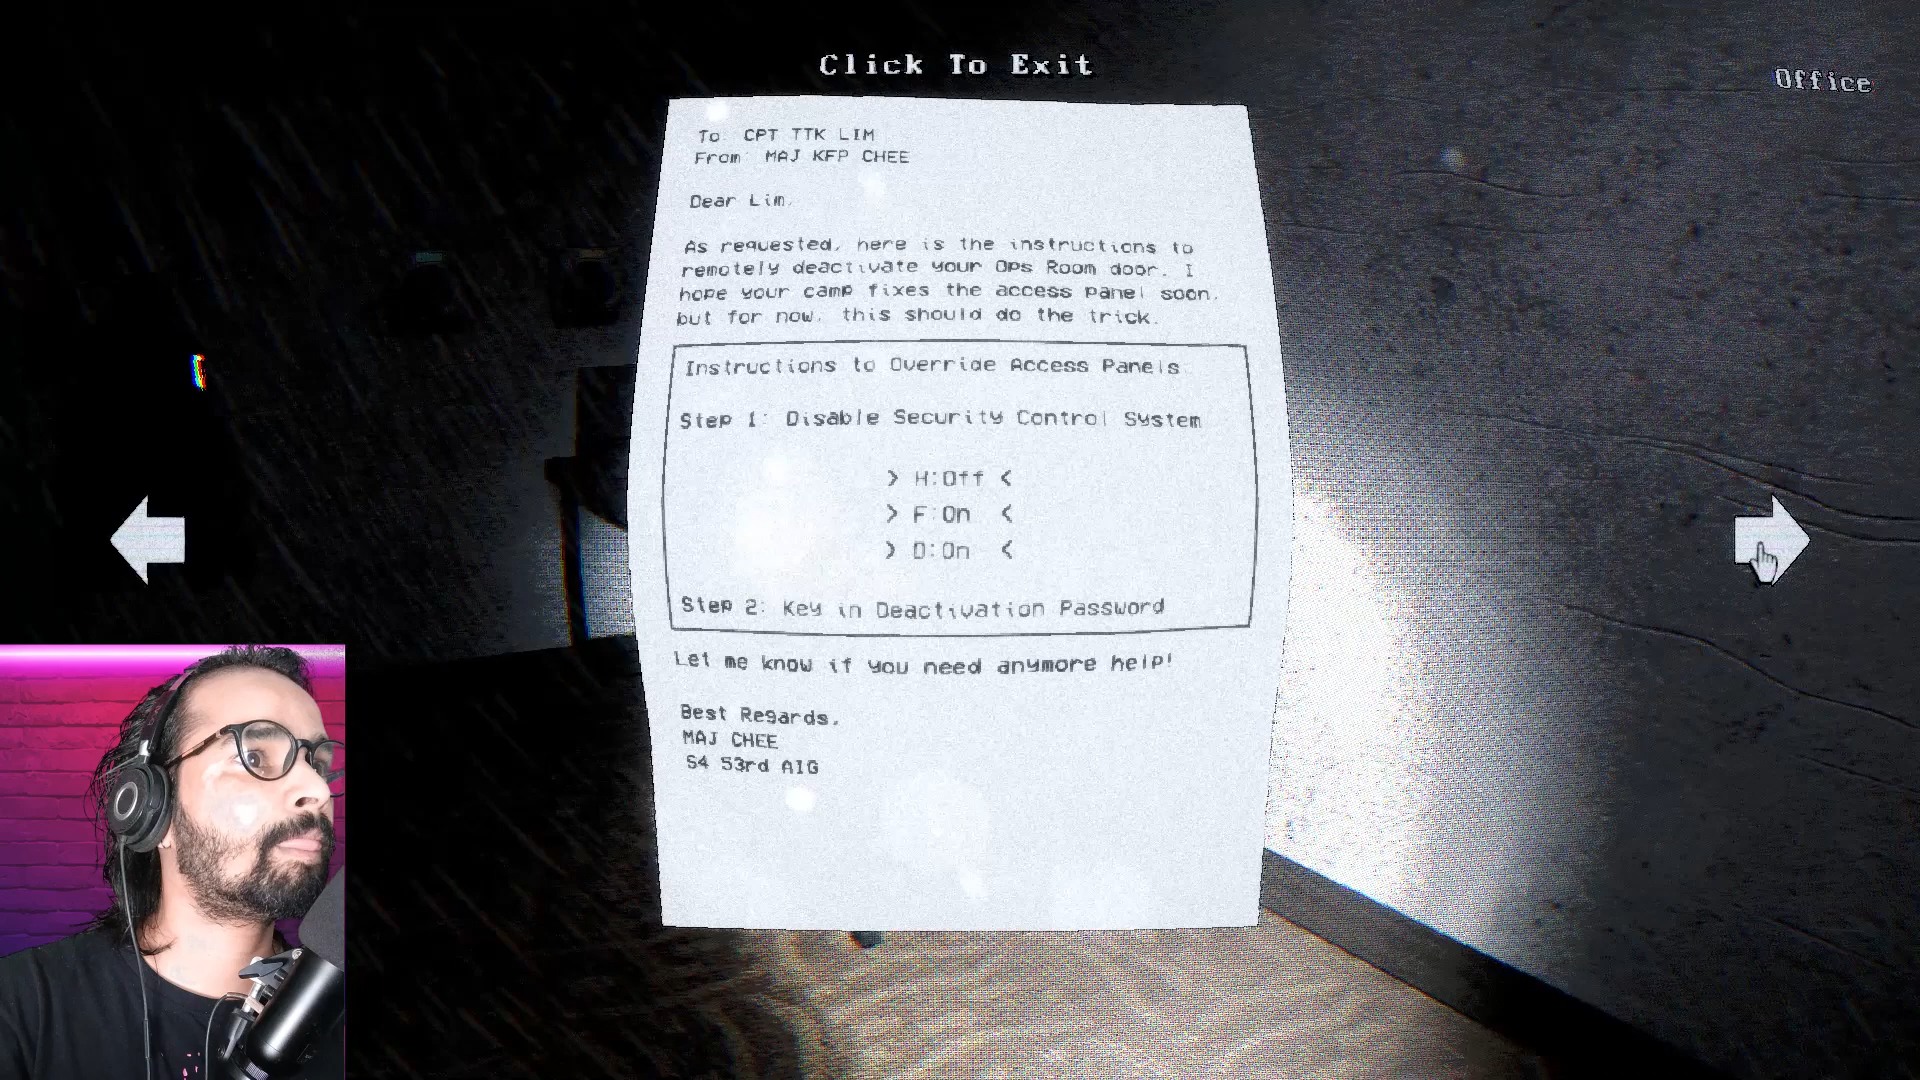 Click To Exit
Office
To: CPT TTK LIM
From: MAJ KFP CHEE
Dear Lim,
As requested, here is the instructions to
remotely deactivate your Ops Room door. I
hope your camp fixes the access panel soon,
but for now, this should do the trick.
Instructions to Override Access Panels
Step 1: Disable Security Control System
> H:Off <
> F:On <
> D:On <
Step 2: Key in Deactivation Password
Let me know if you need anymore help!
Best Regards,
MAJ CHEE
S4 53rd AIG